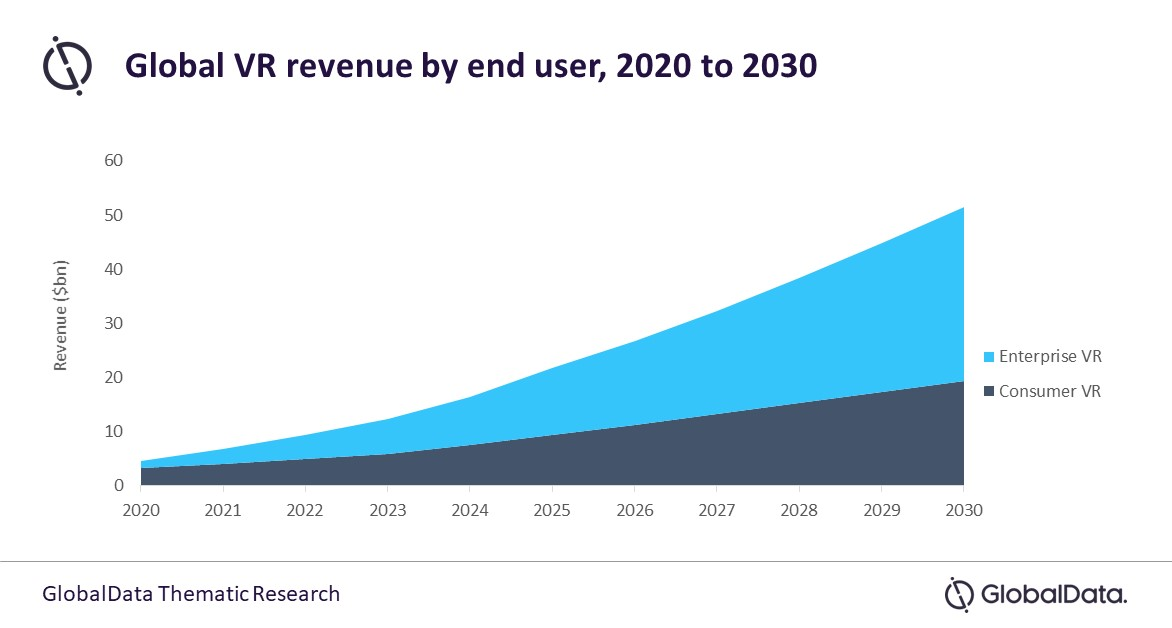 Global VR revenue by end user, 2020 to 2030
Revenue ($bn)
60
50
40
30
20
10
0
2020 2021 2022 2023 2024 2025 2026 2027 2028 2029 2030
Enterprise VR
Consumer VR
GlobalData Thematic Research
GlobalData.